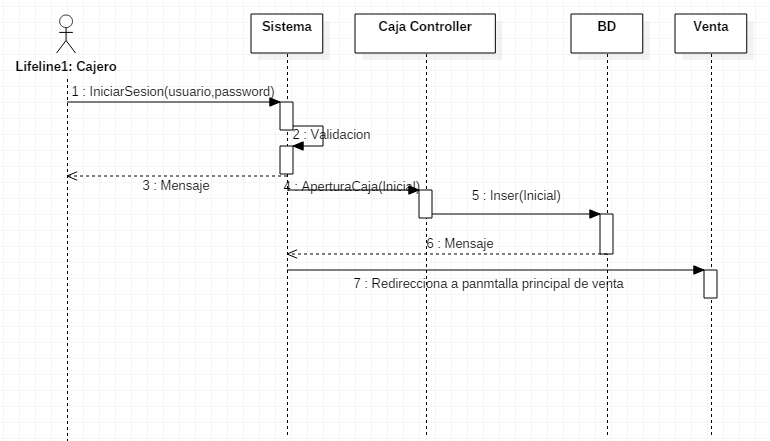 Sistema
Caja Controller
BD
Venta
Lifeline1: Cajero
1 : IniciarSesion(usuario,password)
2 : Validacion
3 : Mensaje
4 : AperturaCaja(Inicial)
5 : Inser(Inicial)
6 : Mensaje
7 : Redirecciona a panmtalla principal de venta